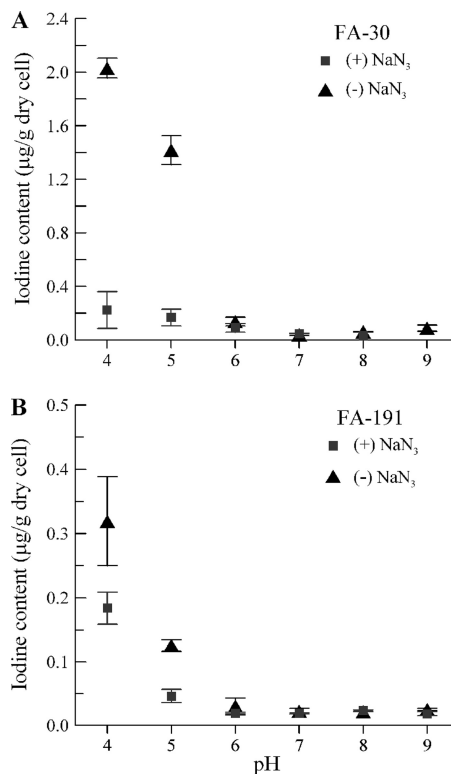 A
FA-30
(+) NaN₃
(-) NaN₃
Iodine content (µg/g dry cell)
2.4
2.0
1.6
1.2
0.8
0.4
0.0
4 5 6 7 8 9
B
FA-191
(+) NaN₃
(-) NaN₃
Iodine content (µg/g dry cell)
0.5
0.4
0.3
0.2
0.1
0.0
4 5 6 7 8 9
pH